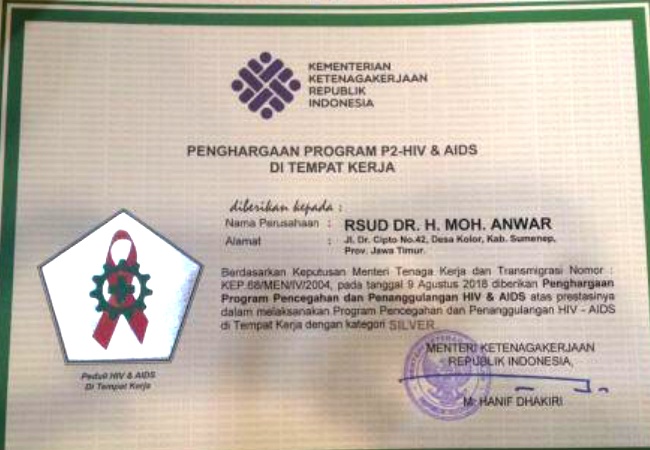 KEMENTERIAN
KETENAGAKERJAAN
REPUBLIK
INDONESIA
PENGHARGAAN PROGRAM P2-HIV & AIDS
DI TEMPAT KERJA
diberikan kepada :
Nama Perusahaan : RSUD DR. H. MOH. ANWAR
Alamat : Jl. Dr. Cipto No.42, Desa Kolor, Kab. Sumenep,
Prov. Jawa Timur.
Berdasarkan Keputusan Menteri Tenaga Kerja dan Transmigrasi Nomor :
KEP.68/MEN/IV/2004, pada tanggal 9 Agustus 2018 diberikan Penghargaan
Program Pencegahan dan Penanggulangan HIV & AIDS atas prestasinya
dalam melaksanakan Program Pencegahan dan Penanggulangan HIV - AIDS
di Tempat Kerja dengan kategori SILVER
Peduli HIV & AIDS
Di Tempat Kerja
MENTERI KETENAGAKERJAAN
REPUBLIK INDONESIA,
M. HANIF DHAKIRI